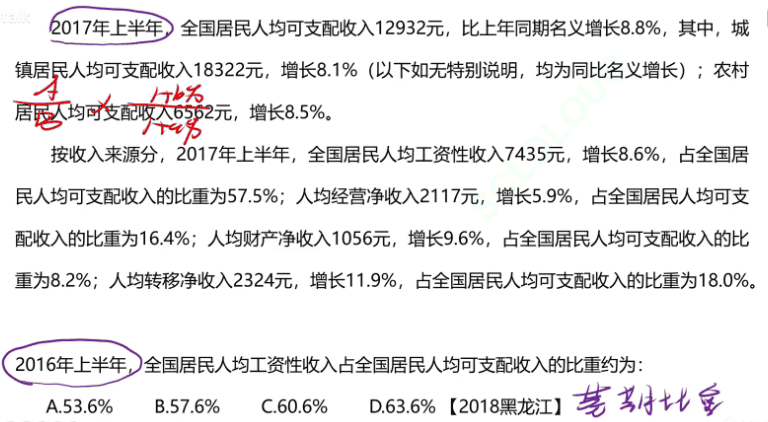 2017年上半年，全国居民人均可支配收入12932元，比上年同期名义增长8.8%，其中，城
镇居民人均可支配收入18322元，增长8.1%（以下如无特别说明，均为同比名义增长）；农村
居民人均可支配收入6562元，增长8.5%。
A/B × 1+b%/1+a%
按收入来源分，2017年上半年，全国居民人均工资性收入7435元，增长8.6%，占全国居
民人均可支配收入的比重为57.5%；人均经营净收入2117元，增长5.9%，占全国居民人均可支
配收入的比重为16.4%；人均财产净收入1056元，增长9.6%，占全国居民人均可支配收入的比
重为8.2%；人均转移净收入2324元，增长11.9%，占全国居民人均可支配收入的比重为18.0%。
2016年上半年，全国居民人均工资性收入占全国居民人均可支配收入的比重约为：
A.53.6% B.57.6% C.60.6% D.63.6% 【2018黑龙江】 基期比重